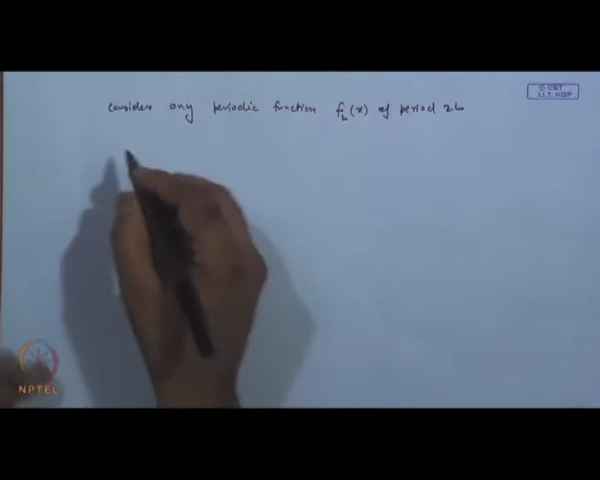 © CET
I.I.T. KGP
Consider any periodic function f_L(x) of period 2L
NPTEL